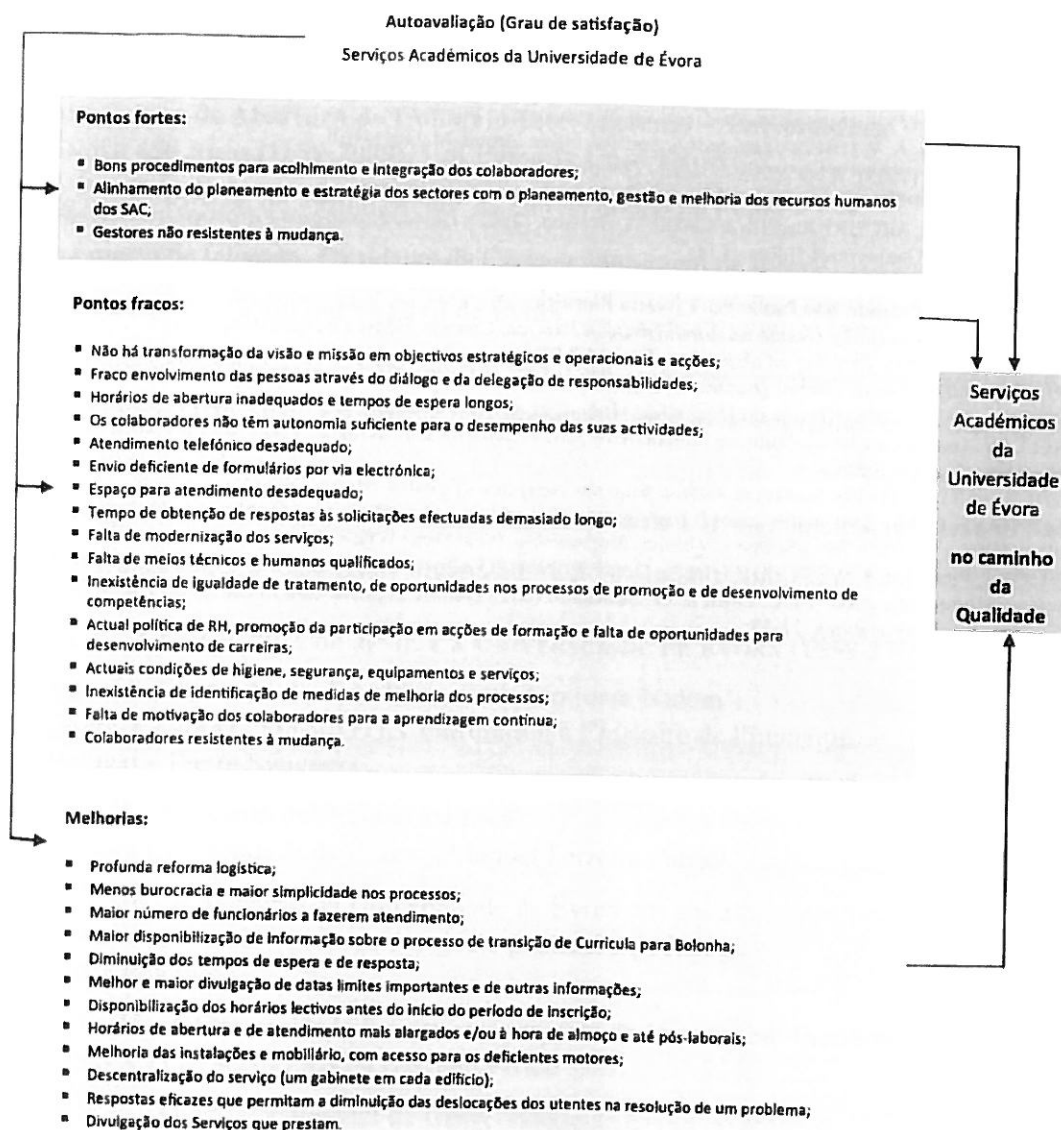 Autoavaliação (Grau de satisfação)
Serviços Académicos da Universidade de Évora
Pontos fortes:
▪ Bons procedimentos para acolhimento e integração dos colaboradores;
▪ Alinhamento do planeamento e estratégia dos sectores com o planeamento, gestão e melhoria dos recursos humanos
dos SAC;
▪ Gestores não resistentes à mudança.
Pontos fracos:
▪ Não há transformação da visão e missão em objectivos estratégicos e operacionais e acções;
▪ Fraco envolvimento das pessoas através do diálogo e da delegação de responsabilidades;
▪ Horários de abertura inadequados e tempos de espera longos;
▪ Os colaboradores não têm autonomia suficiente para o desempenho das suas actividades;
▪ Atendimento telefónico desadequado;
▪ Envio deficiente de formulários por via electrónica;
▪ Espaço para atendimento desadequado;
▪ Tempo de obtenção de respostas às solicitações efectuadas demasiado longo;
▪ Falta de modernização dos serviços;
▪ Falta de meios técnicos e humanos qualificados;
▪ Inexistência de igualdade de tratamento, de oportunidades nos processos de promoção e de desenvolvimento de
competências;
▪ Actual política de RH, promoção da participação em acções de formação e falta de oportunidades para
desenvolvimento de carreiras;
▪ Actuais condições de higiene, segurança, equipamentos e serviços;
▪ Inexistência de identificação de medidas de melhoria dos processos;
▪ Falta de motivação dos colaboradores para a aprendizagem contínua;
▪ Colaboradores resistentes à mudança.
Melhorias:
▪ Profunda reforma logística;
▪ Menos burocracia e maior simplicidade nos processos;
▪ Maior número de funcionários a fazerem atendimento;
▪ Maior disponibilização de informação sobre o processo de transição de Curricula para Bolonha;
▪ Diminuição dos tempos de espera e de resposta;
▪ Melhor e maior divulgação de datas limites importantes e de outras informações;
▪ Disponibilização dos horários lectivos antes do início do período de inscrição;
▪ Horários de abertura e de atendimento mais alargados e/ou à hora de almoço e até pós-laborais;
▪ Melhoria das instalações e mobiliário, com acesso para os deficientes motores;
▪ Descentralização do serviço (um gabinete em cada edifício);
▪ Respostas eficazes que permitam a diminuição das deslocações dos utentes na resolução de um problema;
▪ Divulgação dos Serviços que prestam.
Serviços
Académicos
da
Universidade
de Évora
no caminho
da
Qualidade